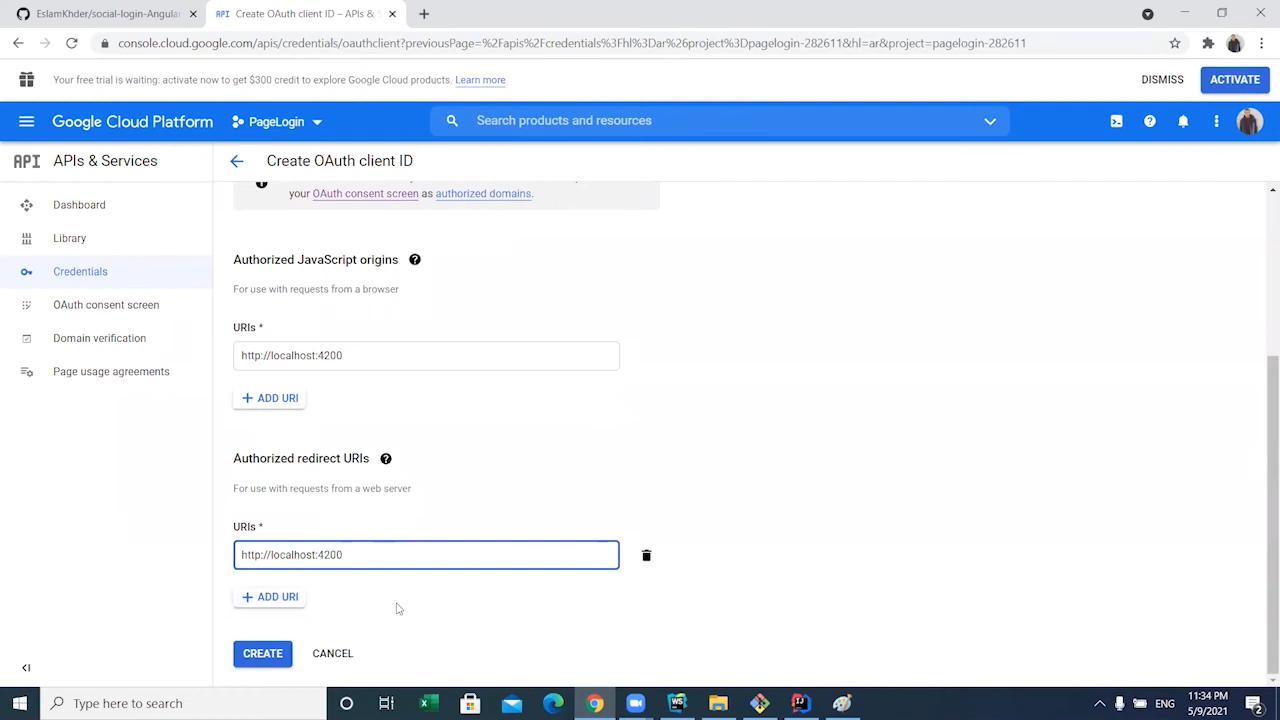 EslamKhder/social-login-Angular
Create OAuth client ID – APIs & S
console.cloud.google.com/apis/credentials/oauthclient?previousPage=%2Fapis%2Fcredentials%3Fhl%3Dar%26project%3Dpagelogin-282611&hl=ar&project=pagelogin-282611
Your free trial is waiting: activate now to get $300 credit to explore Google Cloud products. Learn more
DISMISS
ACTIVATE
Google Cloud Platform
PageLogin
Search products and resources
API APIs & Services
Create OAuth client ID
Dashboard
Library
Credentials
OAuth consent screen
Domain verification
Page usage agreements
your OAuth consent screen as authorized domains.
Authorized JavaScript origins
For use with requests from a browser
URIs *
http://localhost:4200
+ ADD URI
Authorized redirect URIs
For use with requests from a web server
URIs *
http://localhost:4200
+ ADD URI
CREATE
CANCEL
Type here to search
ENG
11:34 PM
5/9/2021
2